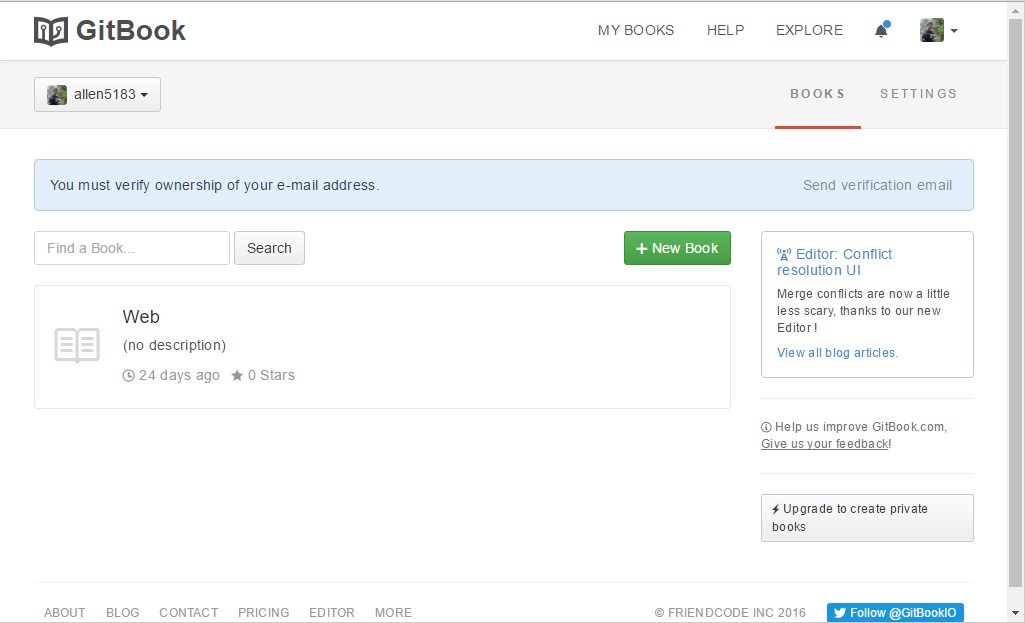 GitBook
MY BOOKS HELP EXPLORE
allen5183
BOOKS SETTINGS
You must verify ownership of your e-mail address. Send verification email
Find a Book... Search
+ New Book
Web
(no description)
24 days ago 0 Stars
Editor: Conflict
resolution UI
Merge conflicts are now a little
less scary, thanks to our new
Editor !
View all blog articles.
Help us improve GitBook.com,
Give us your feedback!
Upgrade to create private
books
ABOUT BLOG CONTACT PRICING EDITOR MORE
© FRIENDCODE INC 2016
Follow @GitBookIO